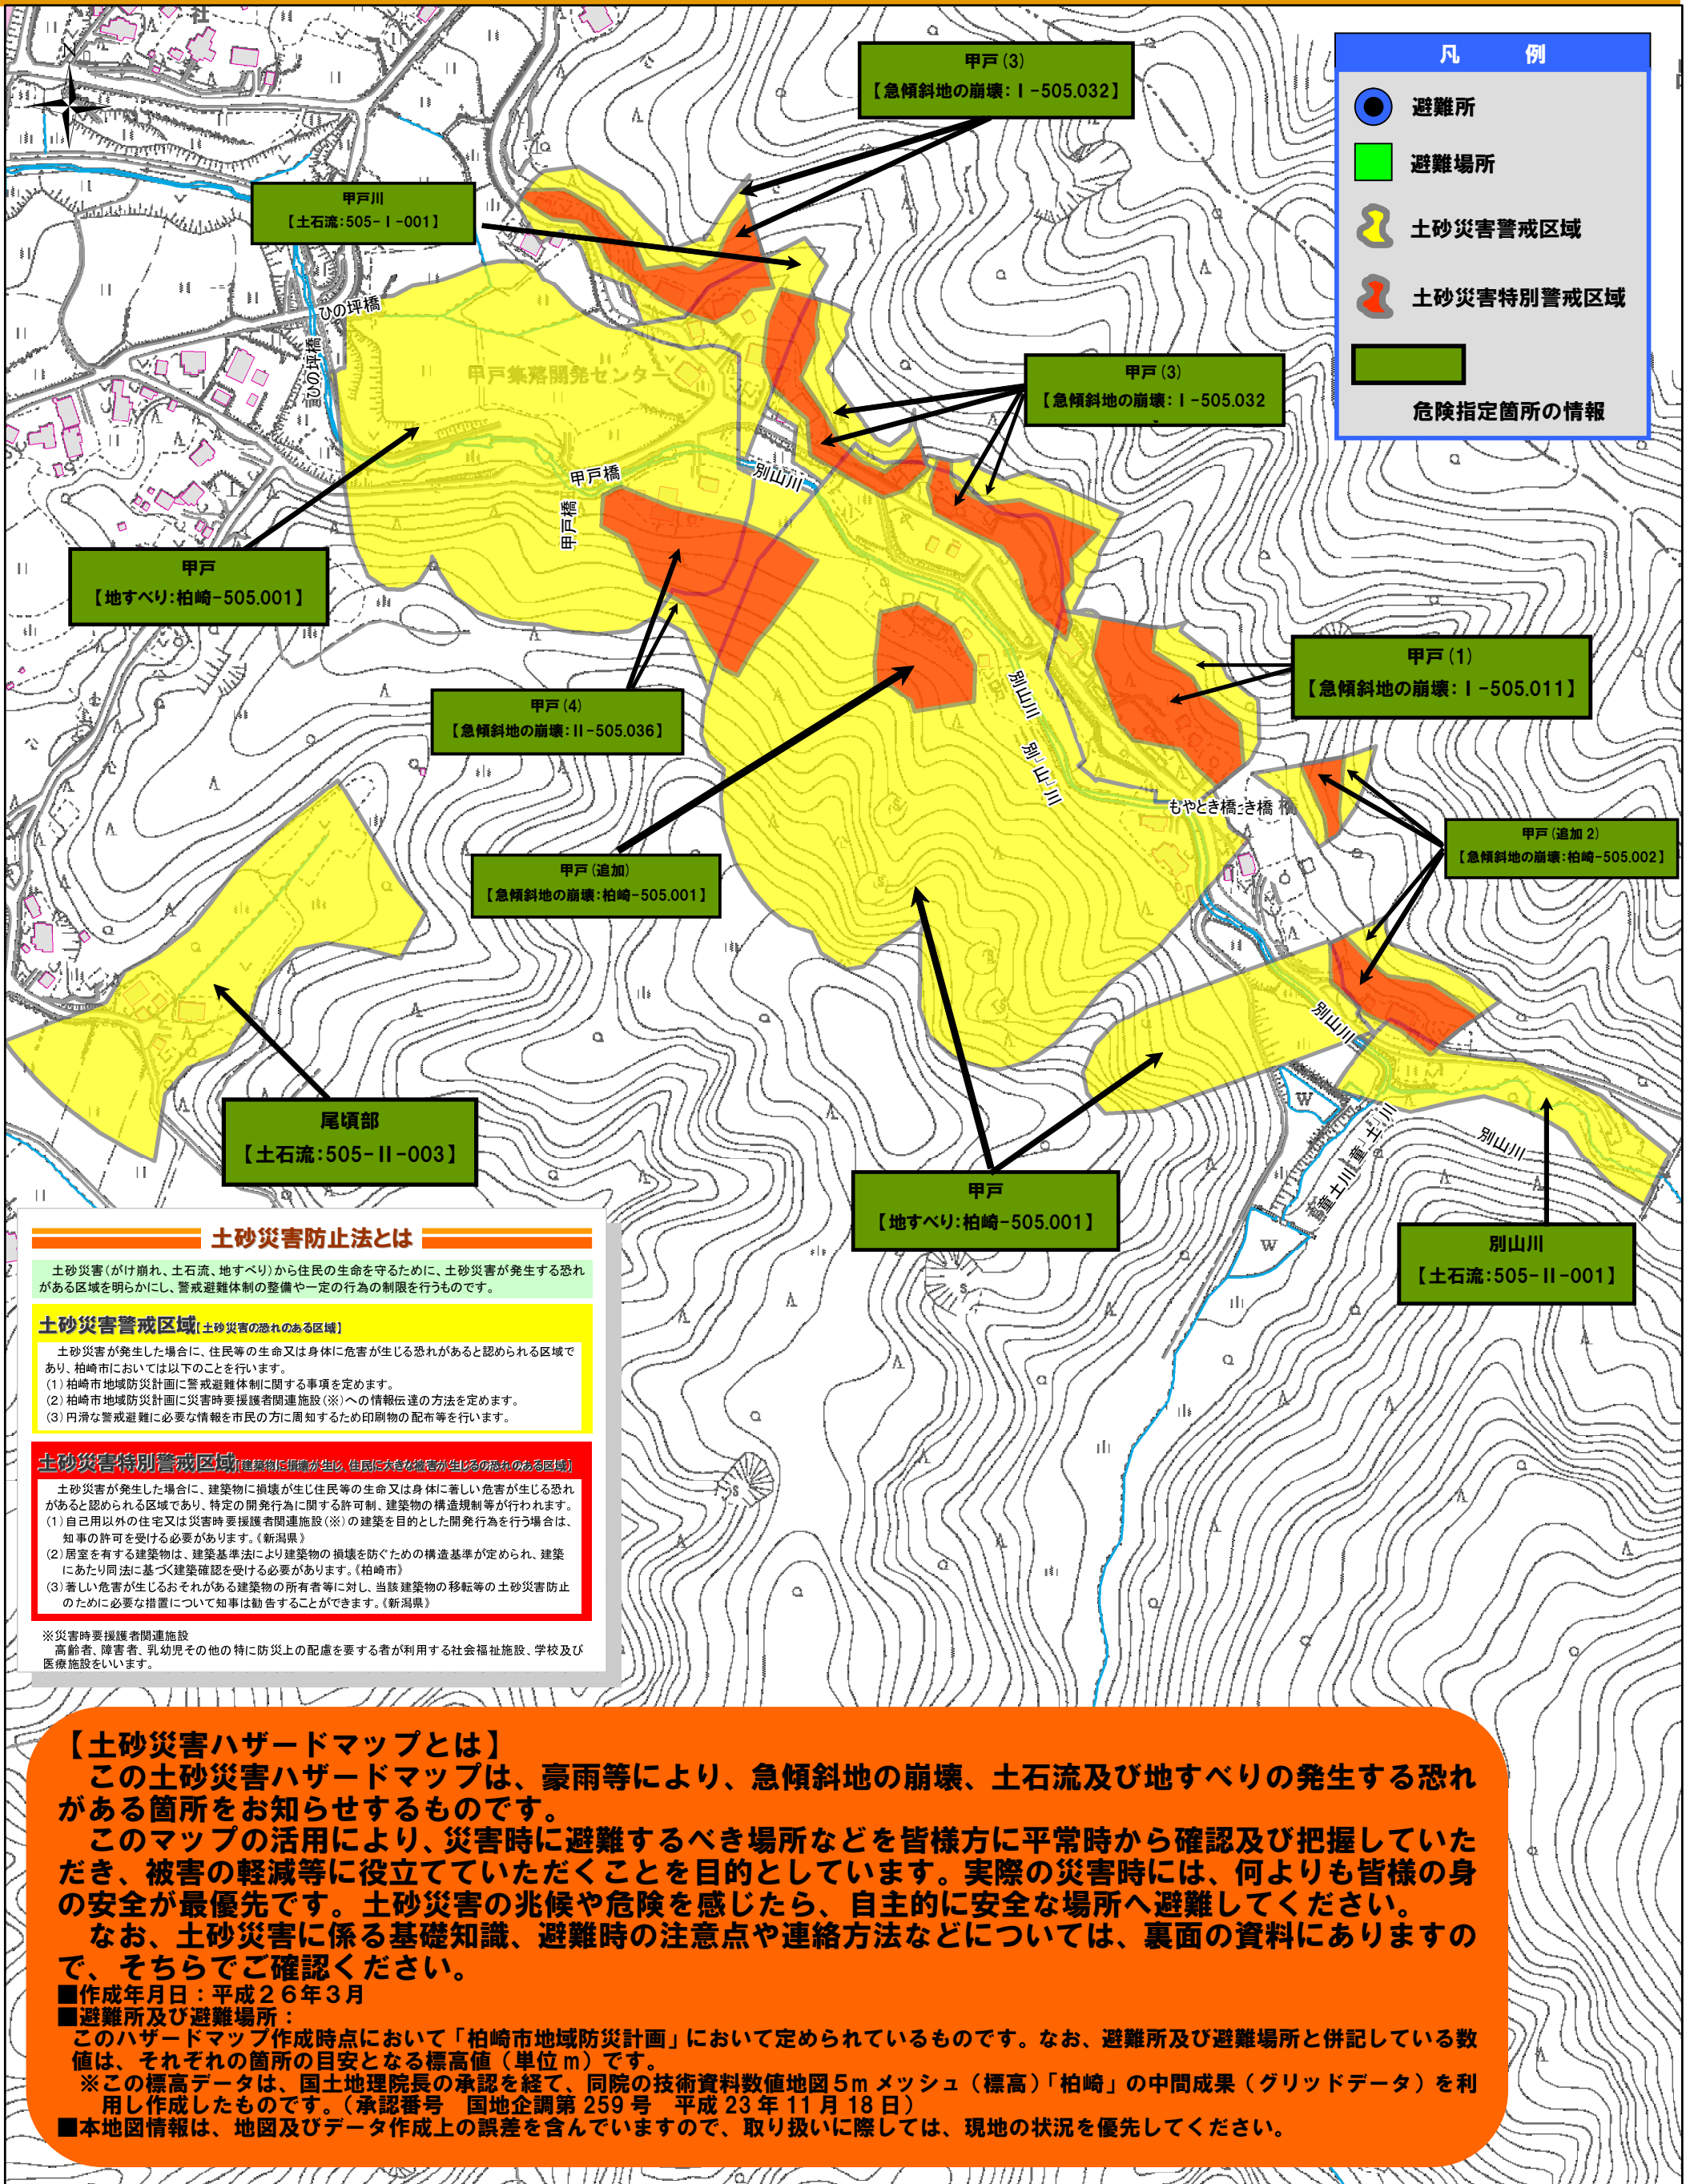 社
N
甲戸(3)
【急傾斜地の崩壊:Ⅰ-505.032】
凡 例
避難所
避難場所
土砂災害警戒区域
土砂災害特別警戒区域
危険指定箇所の情報
甲戸川
【土石流:505-Ⅰ-001】
ひの坪橋
ひの坪橋
甲戸集落開発センター
甲戸(3)
【急傾斜地の崩壊:Ⅰ-505.032
甲戸橋
甲戸橋
別山川
甲戸
【地すべり:柏崎-505.001】
甲戸(1)
【急傾斜地の崩壊:Ⅰ-505.011】
甲戸(4)
【急傾斜地の崩壊:Ⅱ-505.036】
別山川
別山川
もやとき橋とき橋 橋
甲戸(追加2)
【急傾斜地の崩壊:柏崎-505.002】
甲戸(追加)
【急傾斜地の崩壊:柏崎-505.001】
別山川
尾頃部
【土石流:505-Ⅱ-003】
W
童土川
童土川
別山川
甲戸
【地すべり:柏崎-505.001】
W
別山川
【土石流:505-Ⅱ-001】
土砂災害防止法とは
土砂災害(がけ崩れ、土石流、地すべり)から住民の生命を守るために、土砂災害が発生する恐れ
がある区域を明らかにし、警戒避難体制の整備や一定の行為の制限を行うものです。
土砂災害警戒区域[土砂災害の恐れのある区域]
土砂災害が発生した場合に、住民等の生命又は身体に危害が生じる恐れがあると認められる区域で
あり、柏崎市においては以下のことを行います。
(1)柏崎市地域防災計画に警戒避難体制に関する事項を定めます。
(2)柏崎市地域防災計画に災害時要援護者関連施設(※)への情報伝達の方法を定めます。
(3)円滑な警戒避難に必要な情報を市民の方に周知するため印刷物の配布等を行います。
土砂災害特別警戒区域[建築物に損壊が生じ、住民に大きな被害が生じるの恐れのある区域]
土砂災害が発生した場合に、建築物に損壊が生じ住民等の生命又は身体に著しい危害が生じる恐れ
があると認められる区域であり、特定の開発行為に関する許可制、建築物の構造規制等が行われます。
(1)自己用以外の住宅又は災害時要援護者関連施設(※)の建築を目的とした開発行為を行う場合は、
知事の許可を受ける必要があります。《新潟県》
(2)居室を有する建築物は、建築基準法により建築物の損壊を防ぐための構造基準が定められ、建築
にあたり同法に基づく建築確認を受ける必要があります。《柏崎市》
(3)著しい危害が生じるおそれがある建築物の所有者等に対し、当該建築物の移転等の土砂災害防止
のために必要な措置について知事は勧告することができます。《新潟県》
※災害時要援護者関連施設
高齢者、障害者、乳幼児その他の特に防災上の配慮を要する者が利用する社会福祉施設、学校及び
医療施設をいいます。
【土砂災害ハザードマップとは】
この土砂災害ハザードマップは、豪雨等により、急傾斜地の崩壊、土石流及び地すべりの発生する恐れ
がある箇所をお知らせするものです。
このマップの活用により、災害時に避難するべき場所などを皆様方に平常時から確認及び把握していた
だき、被害の軽減等に役立てていただくことを目的としています。実際の災害時には、何よりも皆様の身
の安全が最優先です。土砂災害の兆候や危険を感じたら、自主的に安全な場所へ避難してください。
なお、土砂災害に係る基礎知識、避難時の注意点や連絡方法などについては、裏面の資料にありますの
で、そちらでご確認ください。
■作成年月日:平成26年3月
■避難所及び避難場所:
このハザードマップ作成時点において「柏崎市地域防災計画」において定められているものです。なお、避難所及び避難場所と併記している数
値は、それぞれの箇所の目安となる標高値(単位m)です。
※この標高データは、国土地理院長の承認を経て、同院の技術資料数値地図5mメッシュ(標高)「柏崎」の中間成果(グリッドデータ)を利
用し作成したものです。(承認番号 国地企調第259号 平成23年11月18日)
■本地図情報は、地図及びデータ作成上の誤差を含んでいますので、取り扱いに際しては、現地の状況を優先してください。